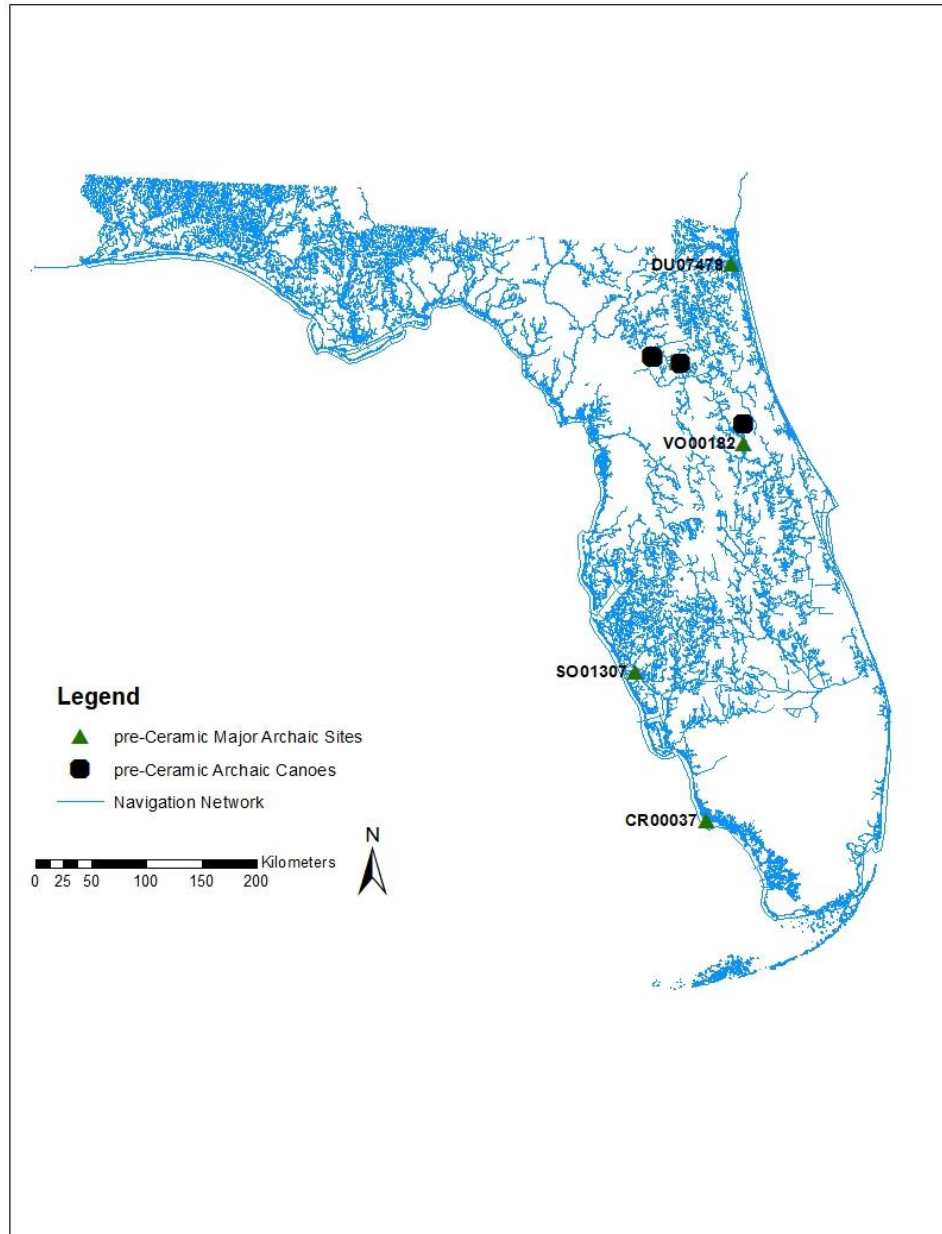 DU07478
VO00182
SO01307
CR00037
Legend
pre-Ceramic Major Archaic Sites
pre-Ceramic Archaic Canoes
Navigation Network
N
Kilometers
0 25 50 100 150 200